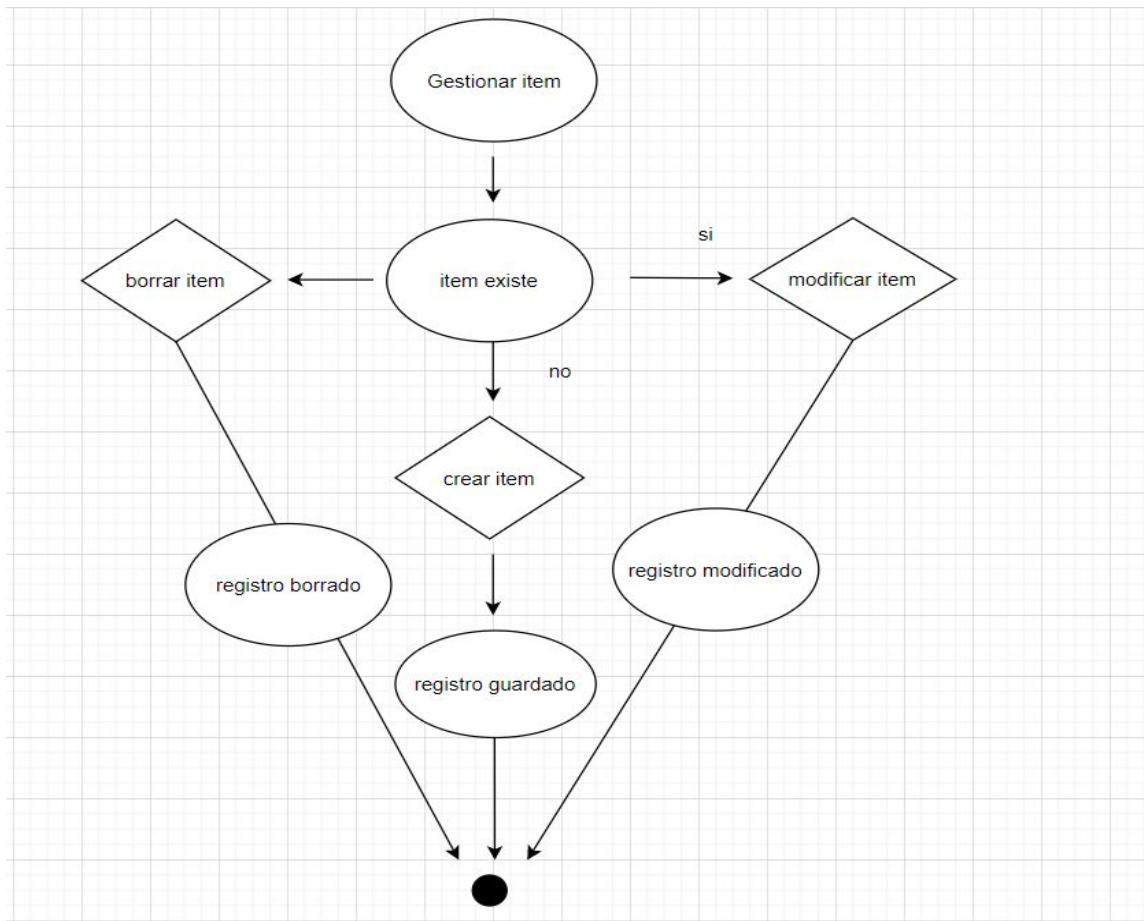 Gestionar item
si
borrar item
item existe
modificar item
no
crear item
registro borrado
registro modificado
registro guardado